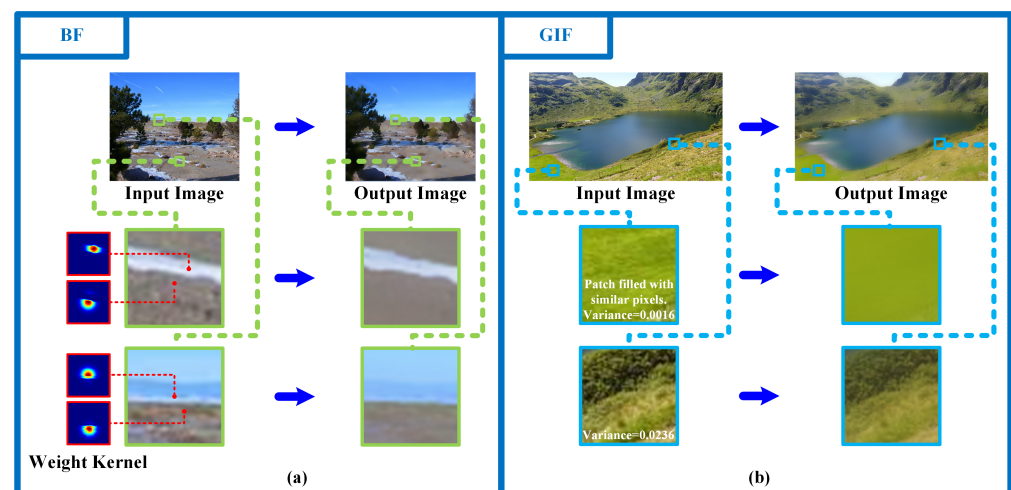 BF
Input Image
Output Image
Weight Kernel
(a)
GIF
Input Image
Output Image
Patch filled with
similar pixels.
Variance=0.0016
Variance=0.0236
(b)